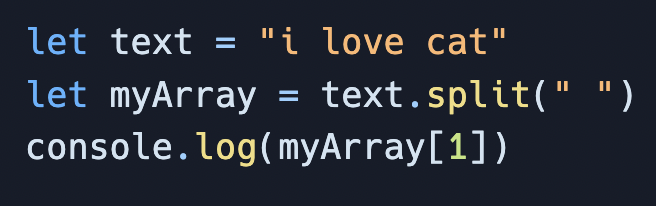 let text = "i love cat"
let myArray = text.split(" ")
console.log(myArray[1])